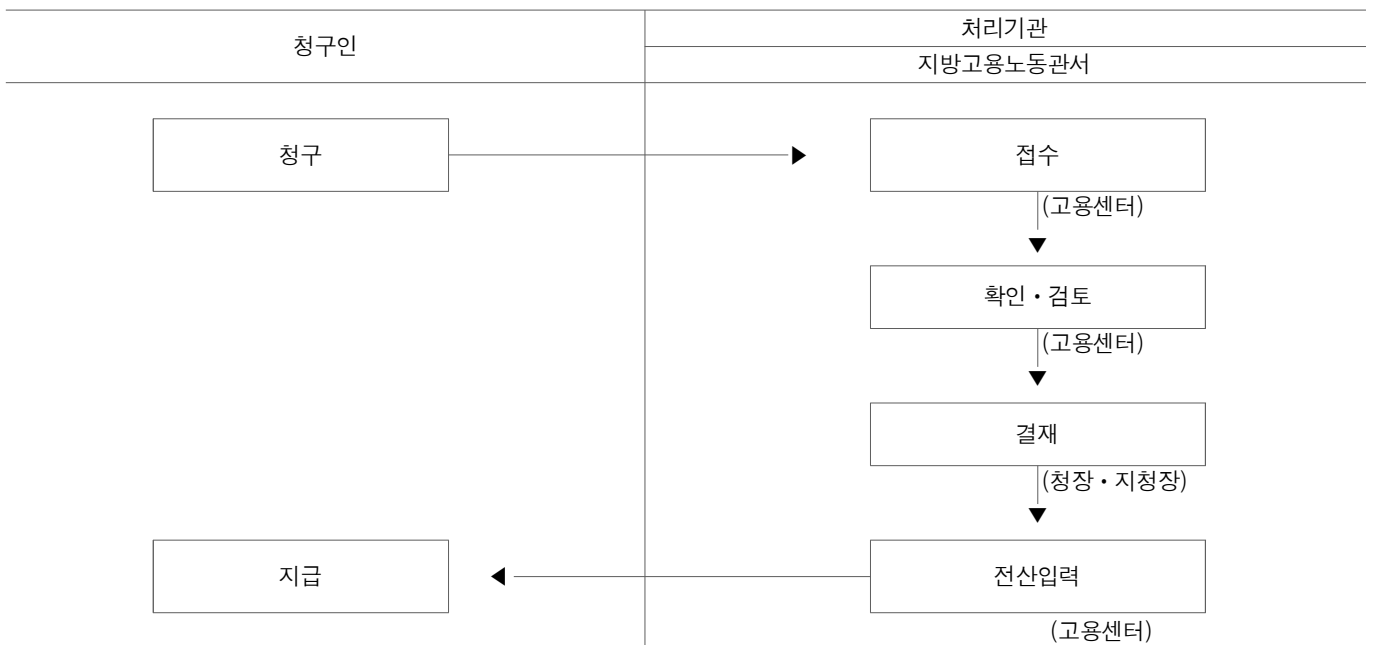 청구인
처리기관
지방고용노동관서
청구
접수
(고용센터)
확인・검토
(고용센터)
결재
(청장・지청장)
지급
전산입력
(고용센터)